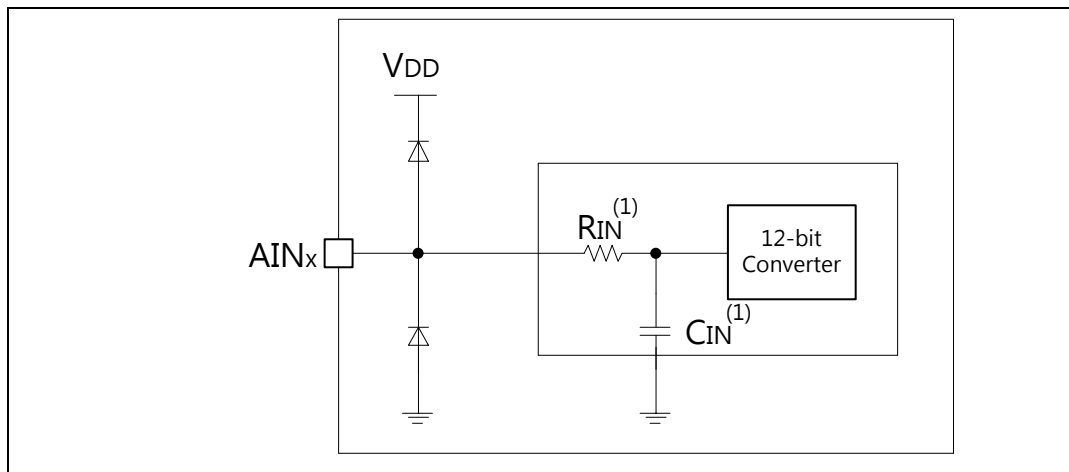 VDD
AINx
RIN(1)
12-bit
Converter
CIN(1)